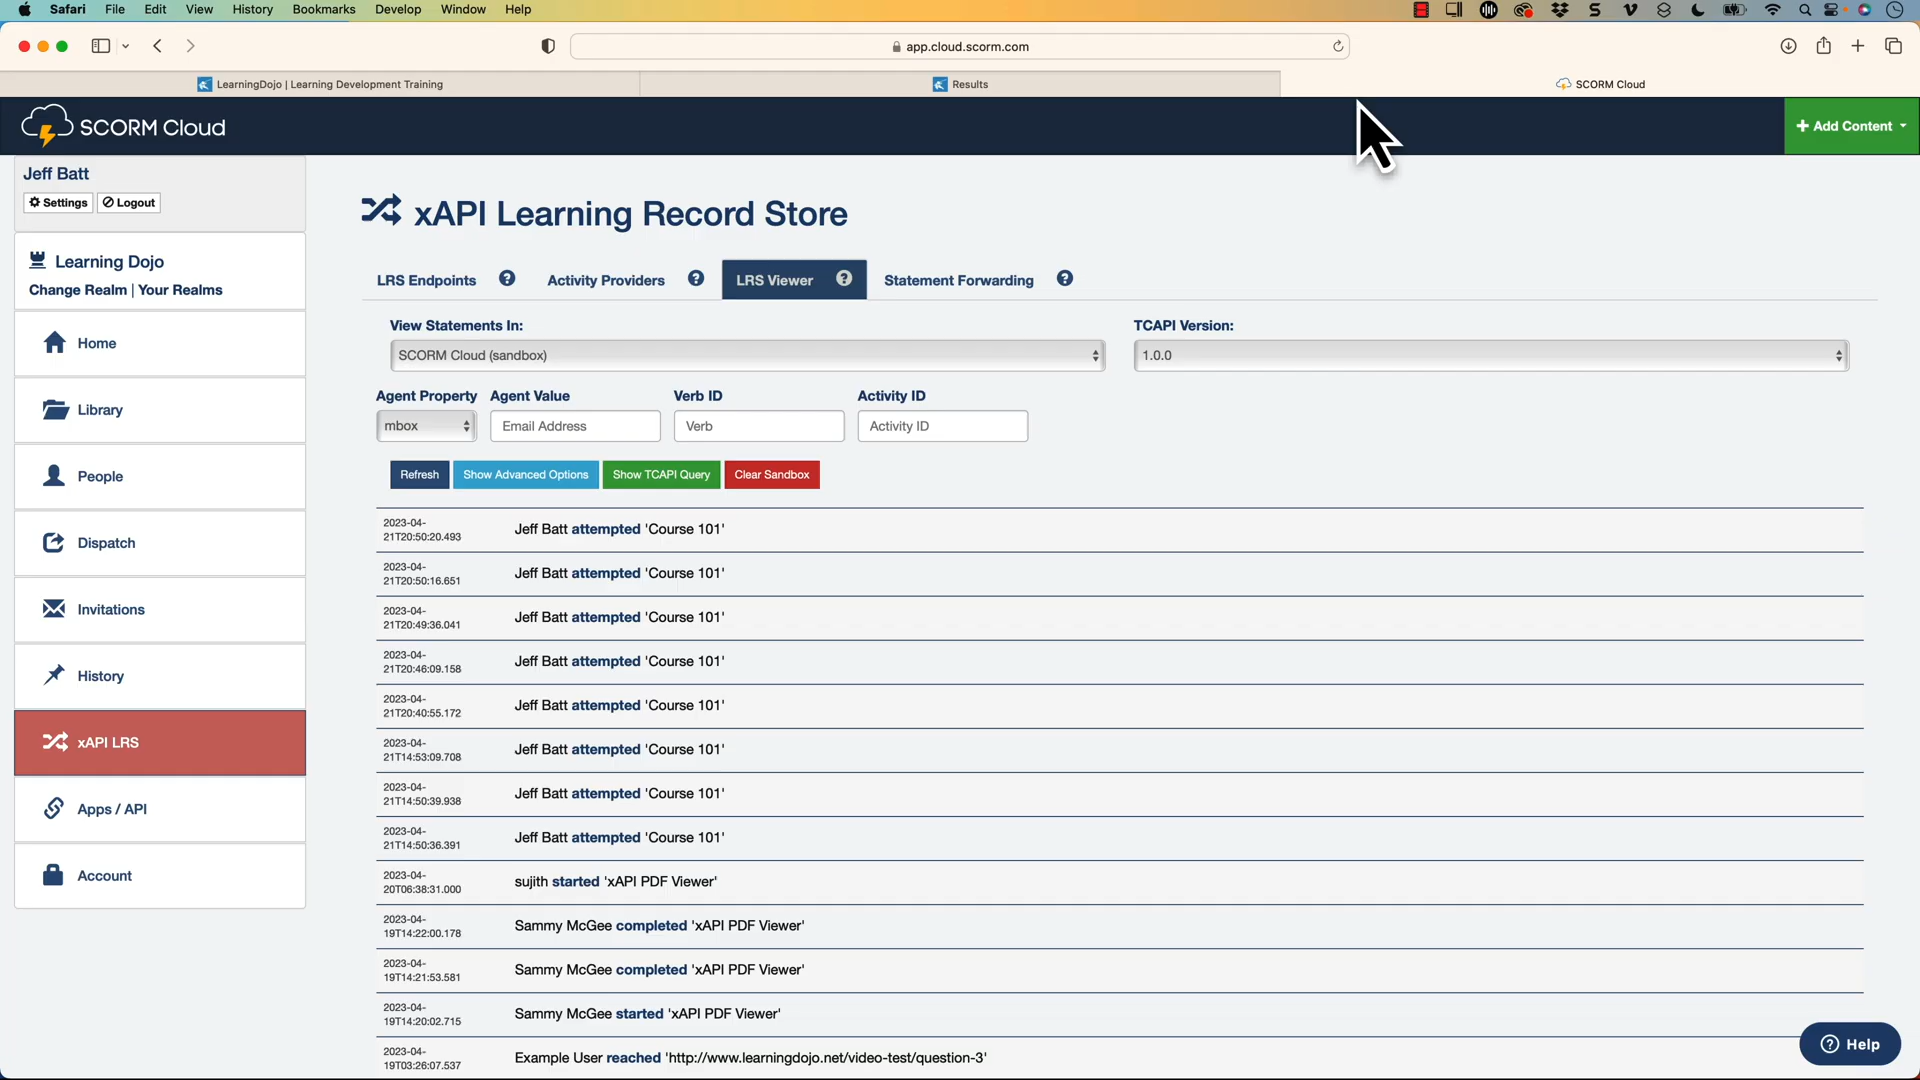 Safari File Edit View History Bookmarks Develop Window Help
app.cloud.scorm.com
LearningDojo | Learning Development Training
Results
SCORM Cloud
SCORM Cloud
Add Content
Jeff Batt
Settings
Logout
Learning Dojo
Change Realm | Your Realms
Home
Library
People
Dispatch
Invitations
History
xAPI LRS
Apps / API
Account
xAPI Learning Record Store
LRS Endpoints ? Activity Providers ? LRS Viewer ? Statement Forwarding ?
View Statements In: TCAPI Version:
SCORM Cloud (sandbox) 1.0.0
Agent Property Agent Value Verb ID Activity ID
mbox Email Address Verb Activity ID
Refresh Show Advanced Options Show TCAPI Query Clear Sandbox
2023-04-
21T20:50:20.493 Jeff Batt attempted 'Course 101'
2023-04-
21T20:50:16.651 Jeff Batt attempted 'Course 101'
2023-04-
21T20:49:36.041 Jeff Batt attempted 'Course 101'
2023-04-
21T20:46:09.158 Jeff Batt attempted 'Course 101'
2023-04-
21T20:40:55.172 Jeff Batt attempted 'Course 101'
2023-04-
21T14:53:09.708 Jeff Batt attempted 'Course 101'
2023-04-
21T14:50:39.938 Jeff Batt attempted 'Course 101'
2023-04-
21T14:50:36.391 Jeff Batt attempted 'Course 101'
2023-04-
20T06:38:31.000 sujith started 'xAPI PDF Viewer'
2023-04-
19T14:22:00.178 Sammy McGee completed 'xAPI PDF Viewer'
2023-04-
19T14:21:53.581 Sammy McGee completed 'xAPI PDF Viewer'
2023-04-
19T14:20:02.715 Sammy McGee started 'xAPI PDF Viewer'
2023-04-
19T03:26:07.537 Example User reached 'http://www.learningdojo.net/video-test/question-3'
? Help